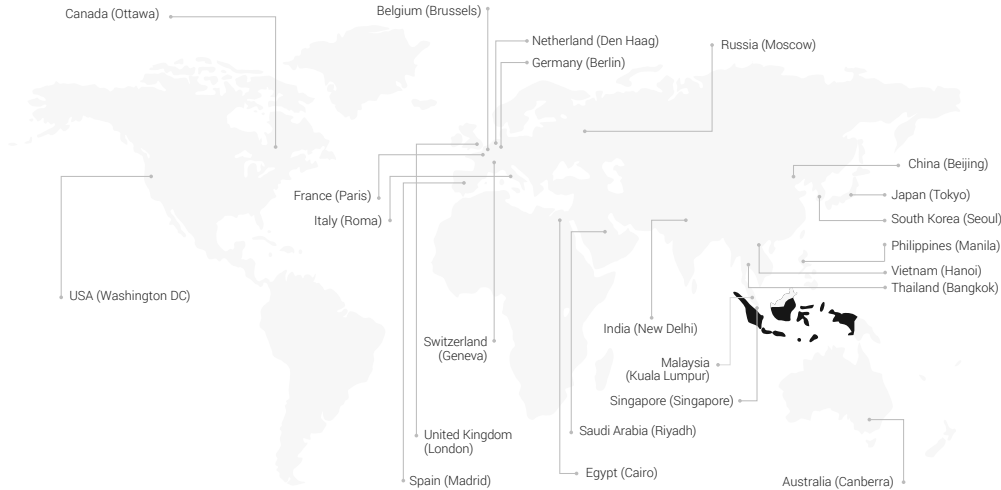 Canada (Ottawa)
Belgium (Brussels)
Netherland (Den Haag)
Germany (Berlin)
Russia (Moscow)
China (Beijing)
France (Paris)
Japan (Tokyo)
Italy (Roma)
South Korea (Seoul)
Philippines (Manila)
Vietnam (Hanoi)
Thailand (Bangkok)
USA (Washington DC)
India (New Delhi)
Switzerland
(Geneva)
Malaysia
(Kuala Lumpur)
Singapore (Singapore)
United Kingdom
(London)
Saudi Arabia (Riyadh)
Egypt (Cairo)
Spain (Madrid)
Australia (Canberra)